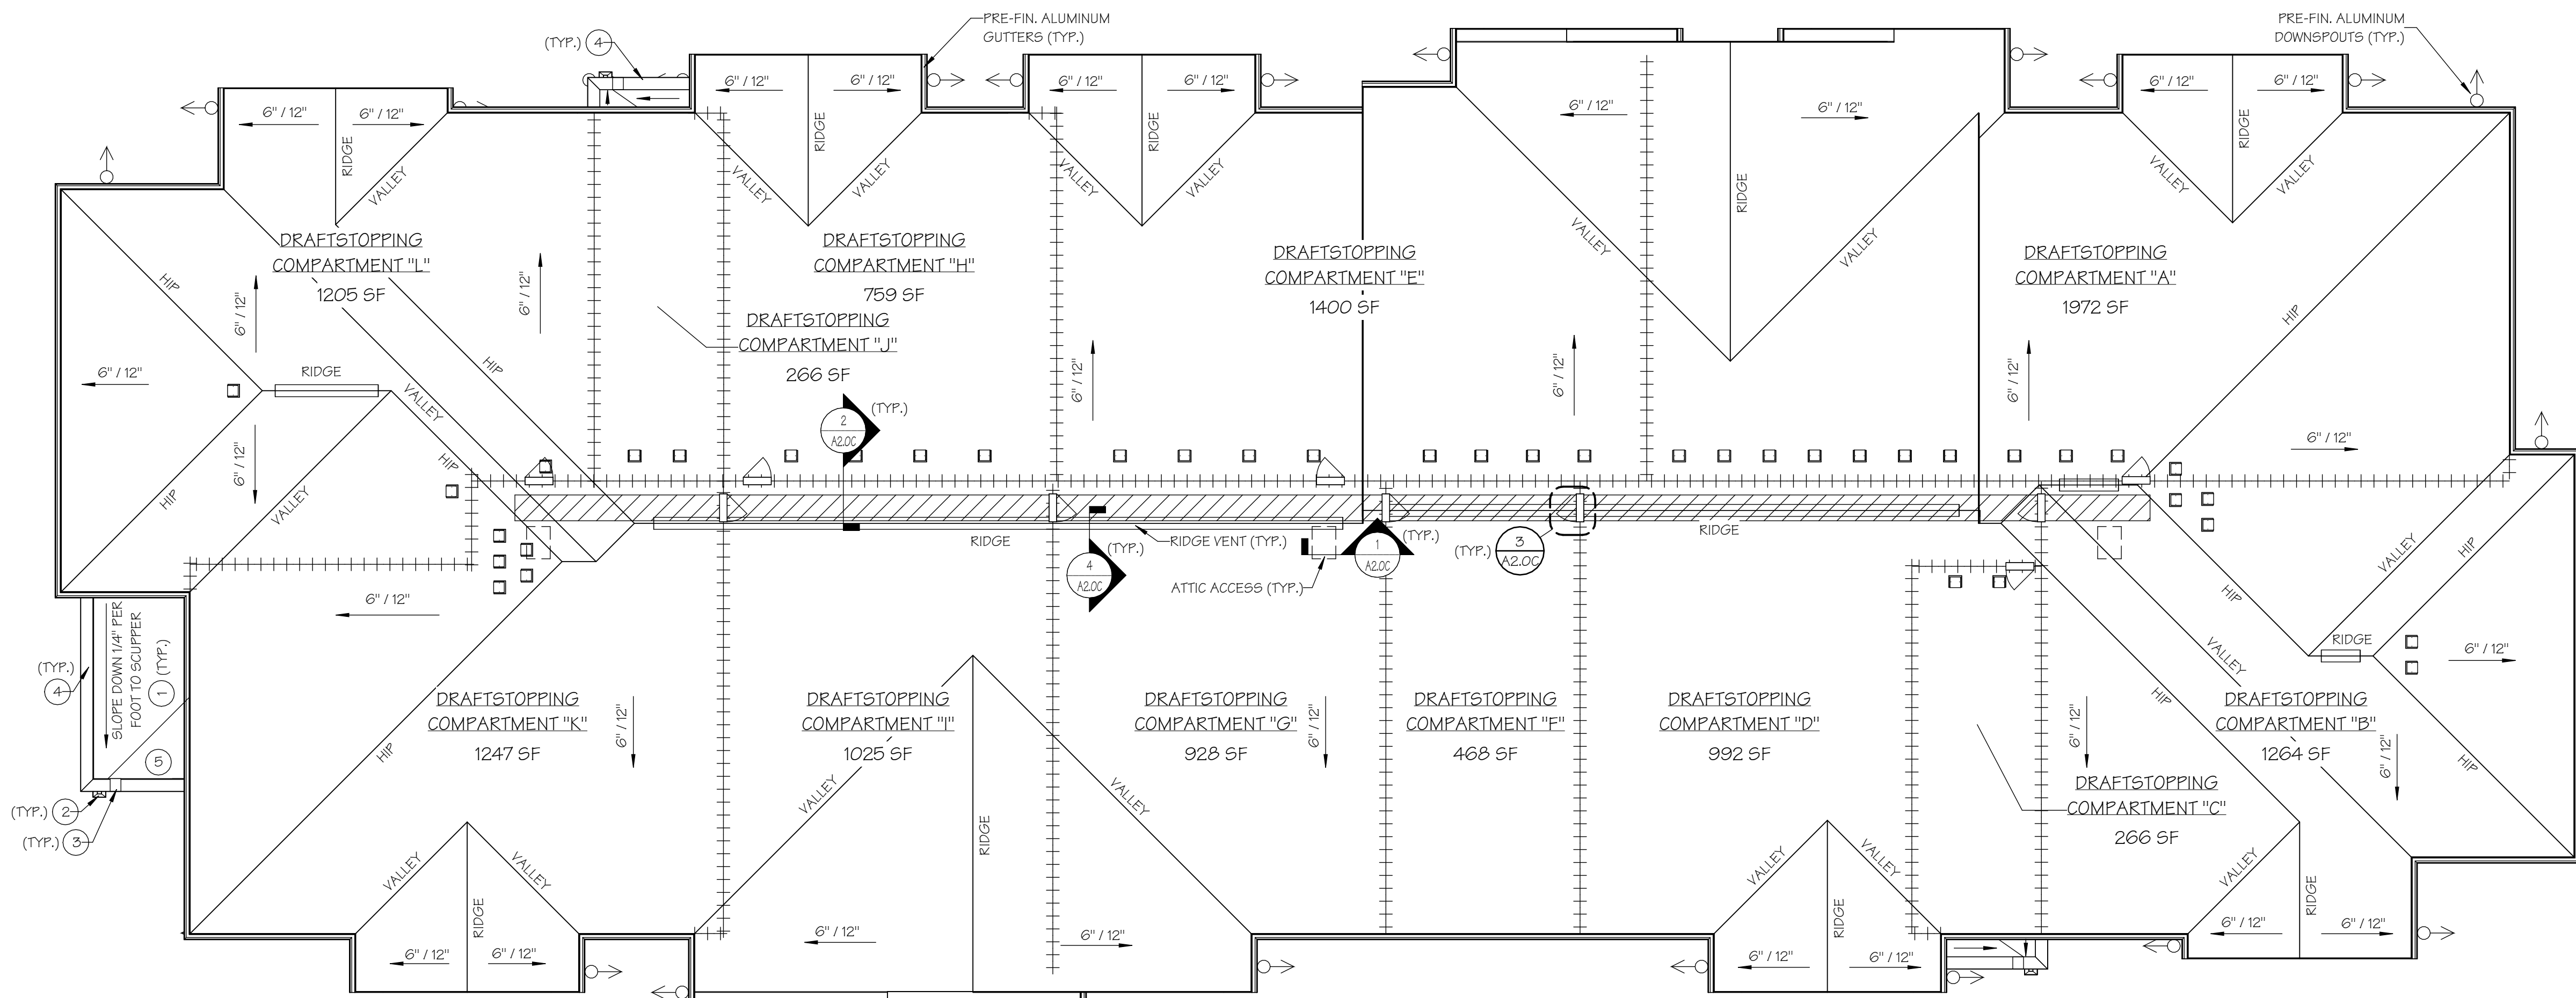 PRE-FIN. ALUMINUM
GUTTERS (TYP.)
PRE-FIN. ALUMINUM
DOWNSPOUTS (TYP.)
(TYP.) 4
6" / 12"
6" / 12"
RIDGE
VALLEY
6" / 12"
6" / 12"
RIDGE
VALLEY
VALLEY
6" / 12"
6" / 12"
RIDGE
VALLEY
VALLEY
6" / 12"
6" / 12"
RIDGE
VALLEY
VALLEY
6" / 12"
6" / 12"
RIDGE
VALLEY
VALLEY
DRAFTSTOPPING
COMPARTMENT "L"
1205 SF
DRAFTSTOPPING
COMPARTMENT "H"
759 SF
DRAFTSTOPPING
COMPARTMENT "J"
266 SF
DRAFTSTOPPING
COMPARTMENT "E"
1400 SF
DRAFTSTOPPING
COMPARTMENT "A"
1972 SF
HIP
6" / 12"
6" / 12"
6" / 12"
RIDGE
VALLEY
HIP
6" / 12"
HIP
6" / 12"
HIP
VALLEY
2
A2.0C
(TYP.)
6" / 12"
6" / 12"
6" / 12"
HIP
6" / 12"
RIDGE
4
A2.0C
(TYP.)
RIDGE VENT (TYP.)
ATTIC ACCESS (TYP.)
1
A2.0C
(TYP.)
(TYP.)
3
A2.0C
RIDGE
6" / 12"
HIP
VALLEY
HIP
VALLEY
HIP
RIDGE
6" / 12"
HIP
SLOPE DOWN 1/4" PER
FOOT TO SCUPPER
1 (TYP.)
(TYP.)
4
5
(TYP.) 2
(TYP.) 3
DRAFTSTOPPING
COMPARTMENT "K"
1247 SF
HIP
6" / 12"
DRAFTSTOPPING
COMPARTMENT "I"
1025 SF
DRAFTSTOPPING
COMPARTMENT "G"
928 SF
6" / 12"
DRAFTSTOPPING
COMPARTMENT "F"
468 SF
DRAFTSTOPPING
COMPARTMENT "D"
992 SF
6" / 12"
DRAFTSTOPPING
COMPARTMENT "B"
1264 SF
6" / 12"
DRAFTSTOPPING
COMPARTMENT "C"
266 SF
VALLEY
VALLEY
RIDGE
6" / 12"
6" / 12"
VALLEY
VALLEY
RIDGE
6" / 12"
6" / 12"
VALLEY
VALLEY
RIDGE
6" / 12"
6" / 12"
VALLEY
RIDGE
6" / 12"
6" / 12"